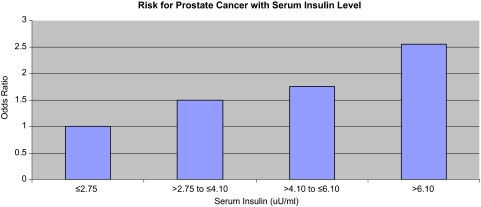 Risk for Prostate Cancer with Serum Insulin Level
3
2.5
2
1.5
1
0.5
0
Odds Ratio
≤2.75 >2.75 to ≤4.10 >4.10 to ≤6.10 >6.10
Serum Insulin (uU/ml)